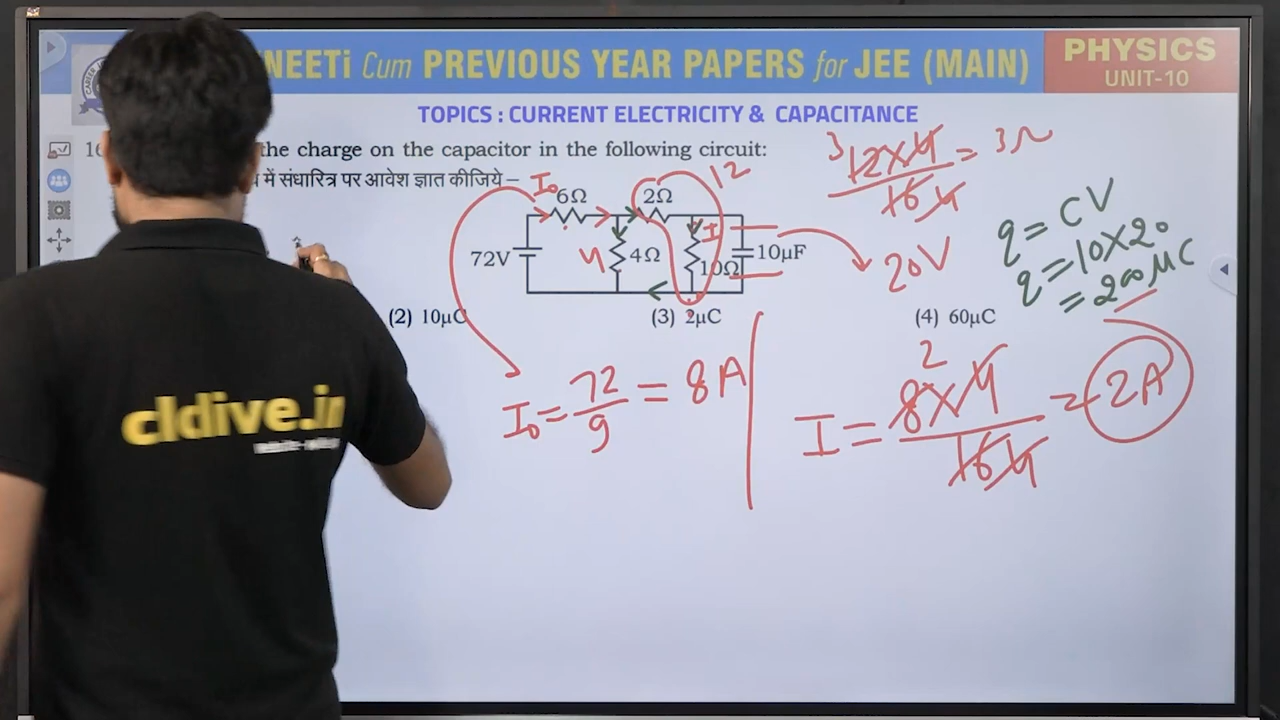 NEETi Cum PREVIOUS YEAR PAPERS for JEE (MAIN)
PHYSICS
UNIT-10
TOPICS : CURRENT ELECTRICITY & CAPACITANCE
16
the charge on the capacitor in the following circuit:
में संधारित्र पर आवेश ज्ञात कीजिये –
I₀
6Ω
2Ω
12
72V
4
4Ω
I
10Ω
10μF
20V
3
12×4 = 3Ω
16 4
q = CV
q = 10×20
= 200μC
(2) 10μC
(3) 2μC
(4) 60μC
I₀ = 72/9 = 8A
2
I = 8×4 = 2A
16 4
cldive.in